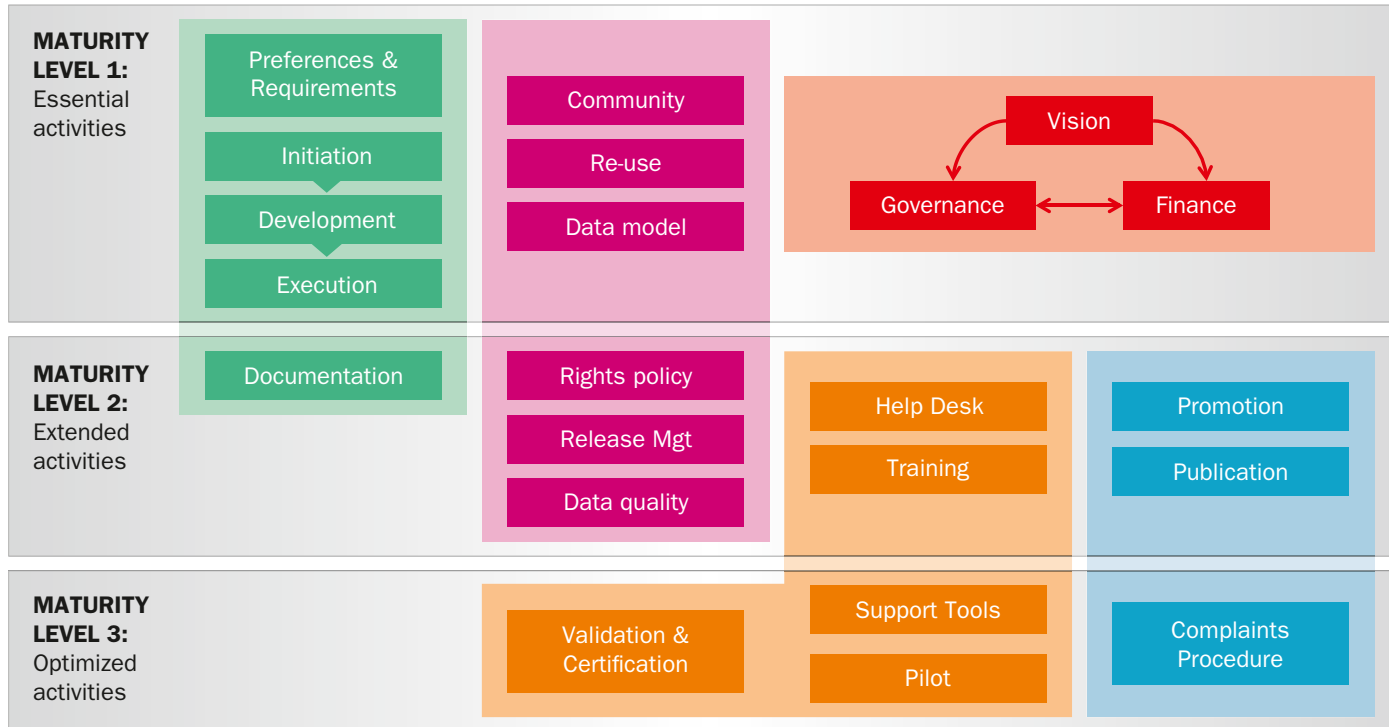 MATURITY
LEVEL 1:
Essential
activities
Preferences &
Requirements
Initiation
Development
Execution
Community
Re-use
Data model
Vision
Governance
Finance
MATURITY
LEVEL 2:
Extended
activities
Documentation
Rights policy
Release Mgt
Data quality
Help Desk
Training
Promotion
Publication
MATURITY
LEVEL 3:
Optimized
activities
Validation &
Certification
Support Tools
Pilot
Complaints
Procedure